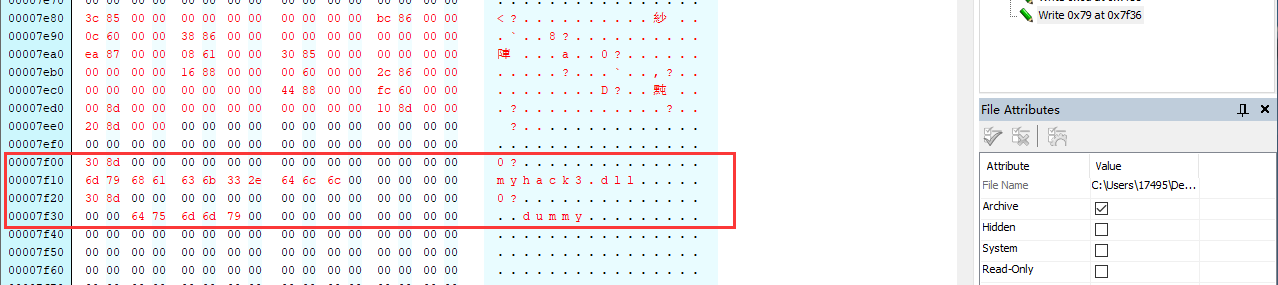 Write 0x79 at 0x7f36
00007e80 3c 85 00 00 00 00 00 00 00 00 00 00 bc 86 00 00 <?..........紗..
00007e90 0c 60 00 00 38 86 00 00 00 00 00 00 00 00 00 00 .`..8?..........
00007ea0 ea 87 00 00 08 61 00 00 30 85 00 00 00 00 00 00 陣...a..0?......
00007eb0 00 00 00 00 16 88 00 00 00 60 00 00 2c 86 00 00 .....?...`..,?..
00007ec0 00 00 00 00 00 00 00 00 44 88 00 00 fc 60 00 00 ........D?..黗..
00007ed0 00 8d 00 00 00 00 00 00 00 00 00 00 10 8d 00 00 .?...........?..
00007ee0 20 8d 00 00 00 00 00 00 00 00 00 00 00 00 00 00 ?..............
00007ef0 00 00 00 00 00 00 00 00 00 00 00 00 00 00 00 00 ................
00007f00 30 8d 00 00 00 00 00 00 00 00 00 00 00 00 00 00 0?..............
00007f10 6d 79 68 61 63 6b 33 2e 64 6c 6c 00 00 00 00 00 myhack3.dll.....
00007f20 30 8d 00 00 00 00 00 00 00 00 00 00 00 00 00 00 0?..............
00007f30 00 00 64 75 6d 6d 79 00 00 00 00 00 00 00 00 00 ..dummy.........
00007f40 00 00 00 00 00 00 00 00 00 00 00 00 00 00 00 00 ................
00007f50 00 00 00 00 00 00 00 00 00 00 00 00 00 00 00 00 ................
00007f60 00 00 00 00 00 00 00 00 00 00 00 00 00 00 00 00 ................
File Attributes
Attribute Value
File Name C:\Users\17495\De...
Archive
Hidden
System
Read-Only